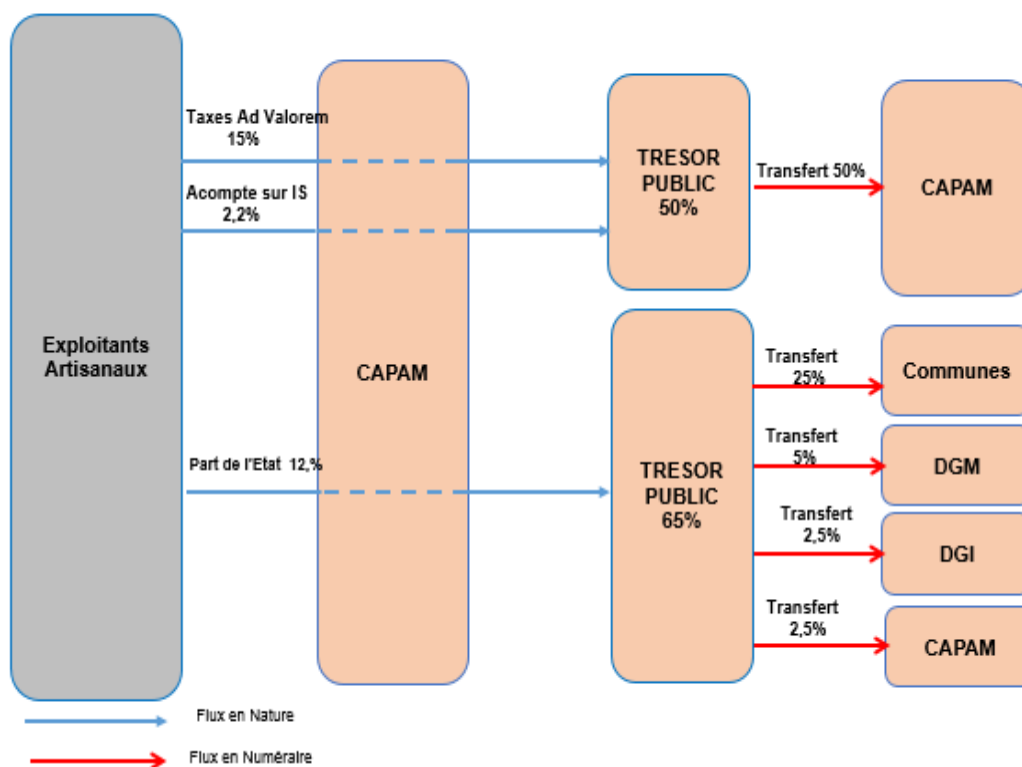 Exploitants
Artisanaux
Taxes Ad Valorem
15%
Acompte sur IS
2,2%
Part de l'Etat 12,%
CAPAM
TRESOR
PUBLIC
50%
Transfert 50%
CAPAM
TRESOR
PUBLIC
65%
Transfert
25%
Communes
Transfert
5%
DGM
Transfert
2,5%
DGI
Transfert
2,5%
CAPAM
Flux en Nature
Flux en Numéraire